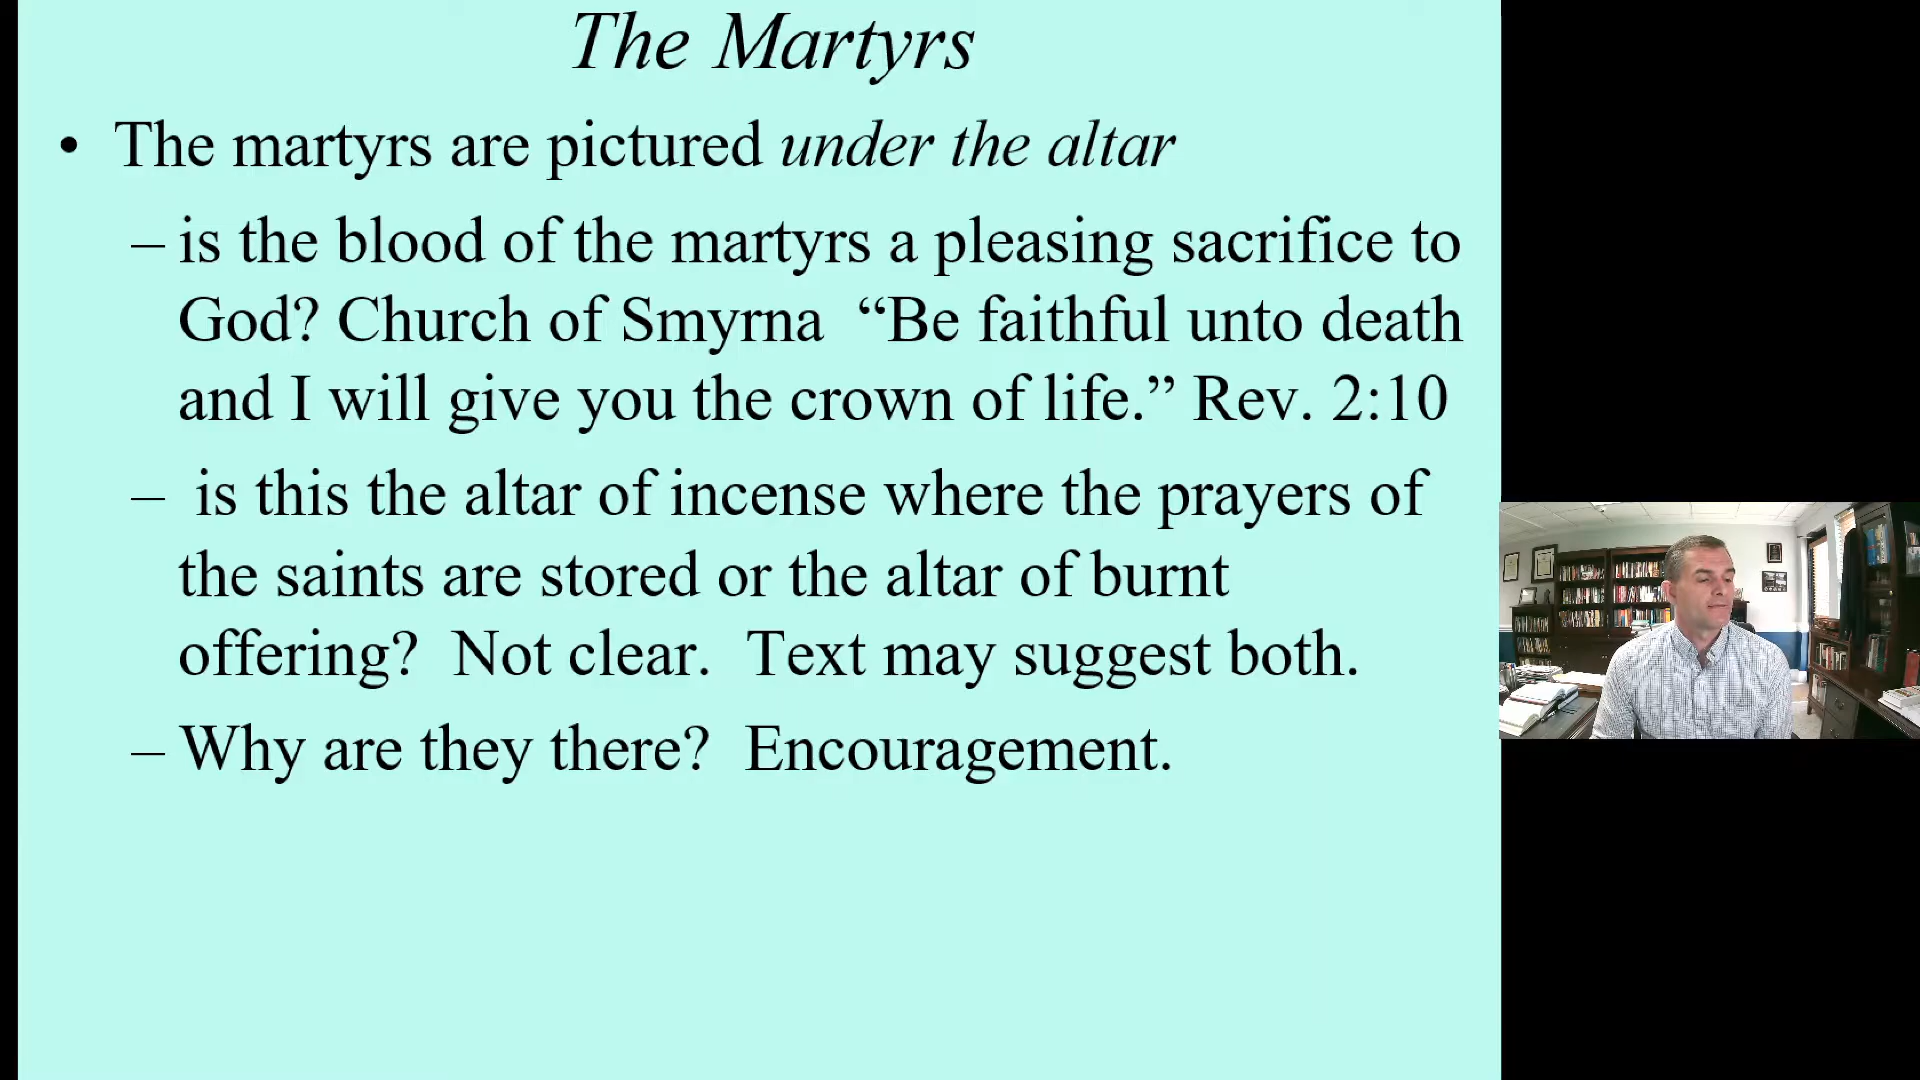 The Martyrs
• The martyrs are pictured under the altar
– is the blood of the martyrs a pleasing sacrifice to
God? Church of Smyrna “Be faithful unto death
and I will give you the crown of life.” Rev. 2:10
– is this the altar of incense where the prayers of
the saints are stored or the altar of burnt
offering? Not clear. Text may suggest both.
– Why are they there? Encouragement.